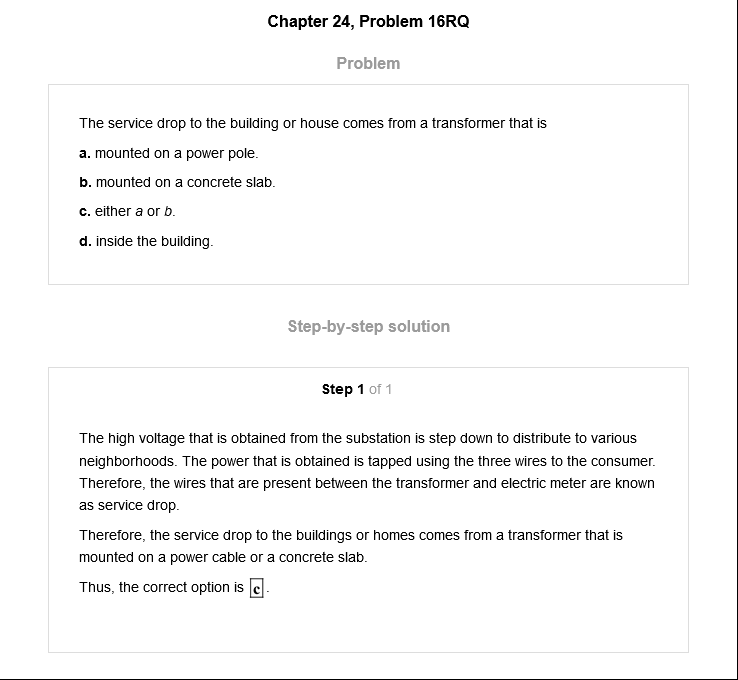 Chapter 24, Problem 16RQ
Problem
The service drop to the building or house comes from a transformer that is
a. mounted on a power pole.
b. mounted on a concrete slab.
c. either a or b.
d. inside the building.
Step-by-step solution
Step 1 of 1
The high voltage that is obtained from the substation is step down to distribute to various
neighborhoods. The power that is obtained is tapped using the three wires to the consumer.
Therefore, the wires that are present between the transformer and electric meter are known
as service drop.
Therefore, the service drop to the buildings or homes comes from a transformer that is
mounted on a power cable or a concrete slab.
Thus, the correct option is c.